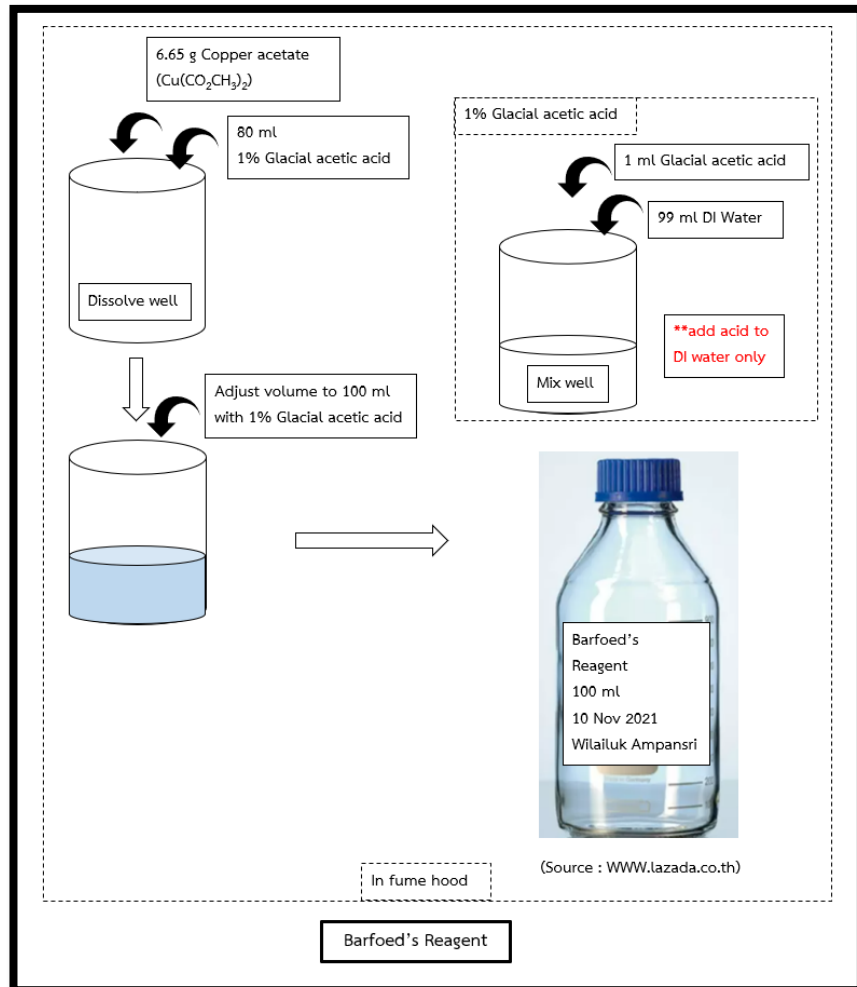 6.65 g Copper acetate
(Cu(CO₂CH₃)₂)
80 ml
1% Glacial acetic acid
Dissolve well
1% Glacial acetic acid
1 ml Glacial acetic acid
99 ml DI Water
**add acid to
DI water only
Mix well
Adjust volume to 100 ml
with 1% Glacial acetic acid
Barfoed's
Reagent
100 ml
10 Nov 2021
Wilailuk Ampansri
(Source : WWW.lazada.co.th)
In fume hood
Barfoed's Reagent